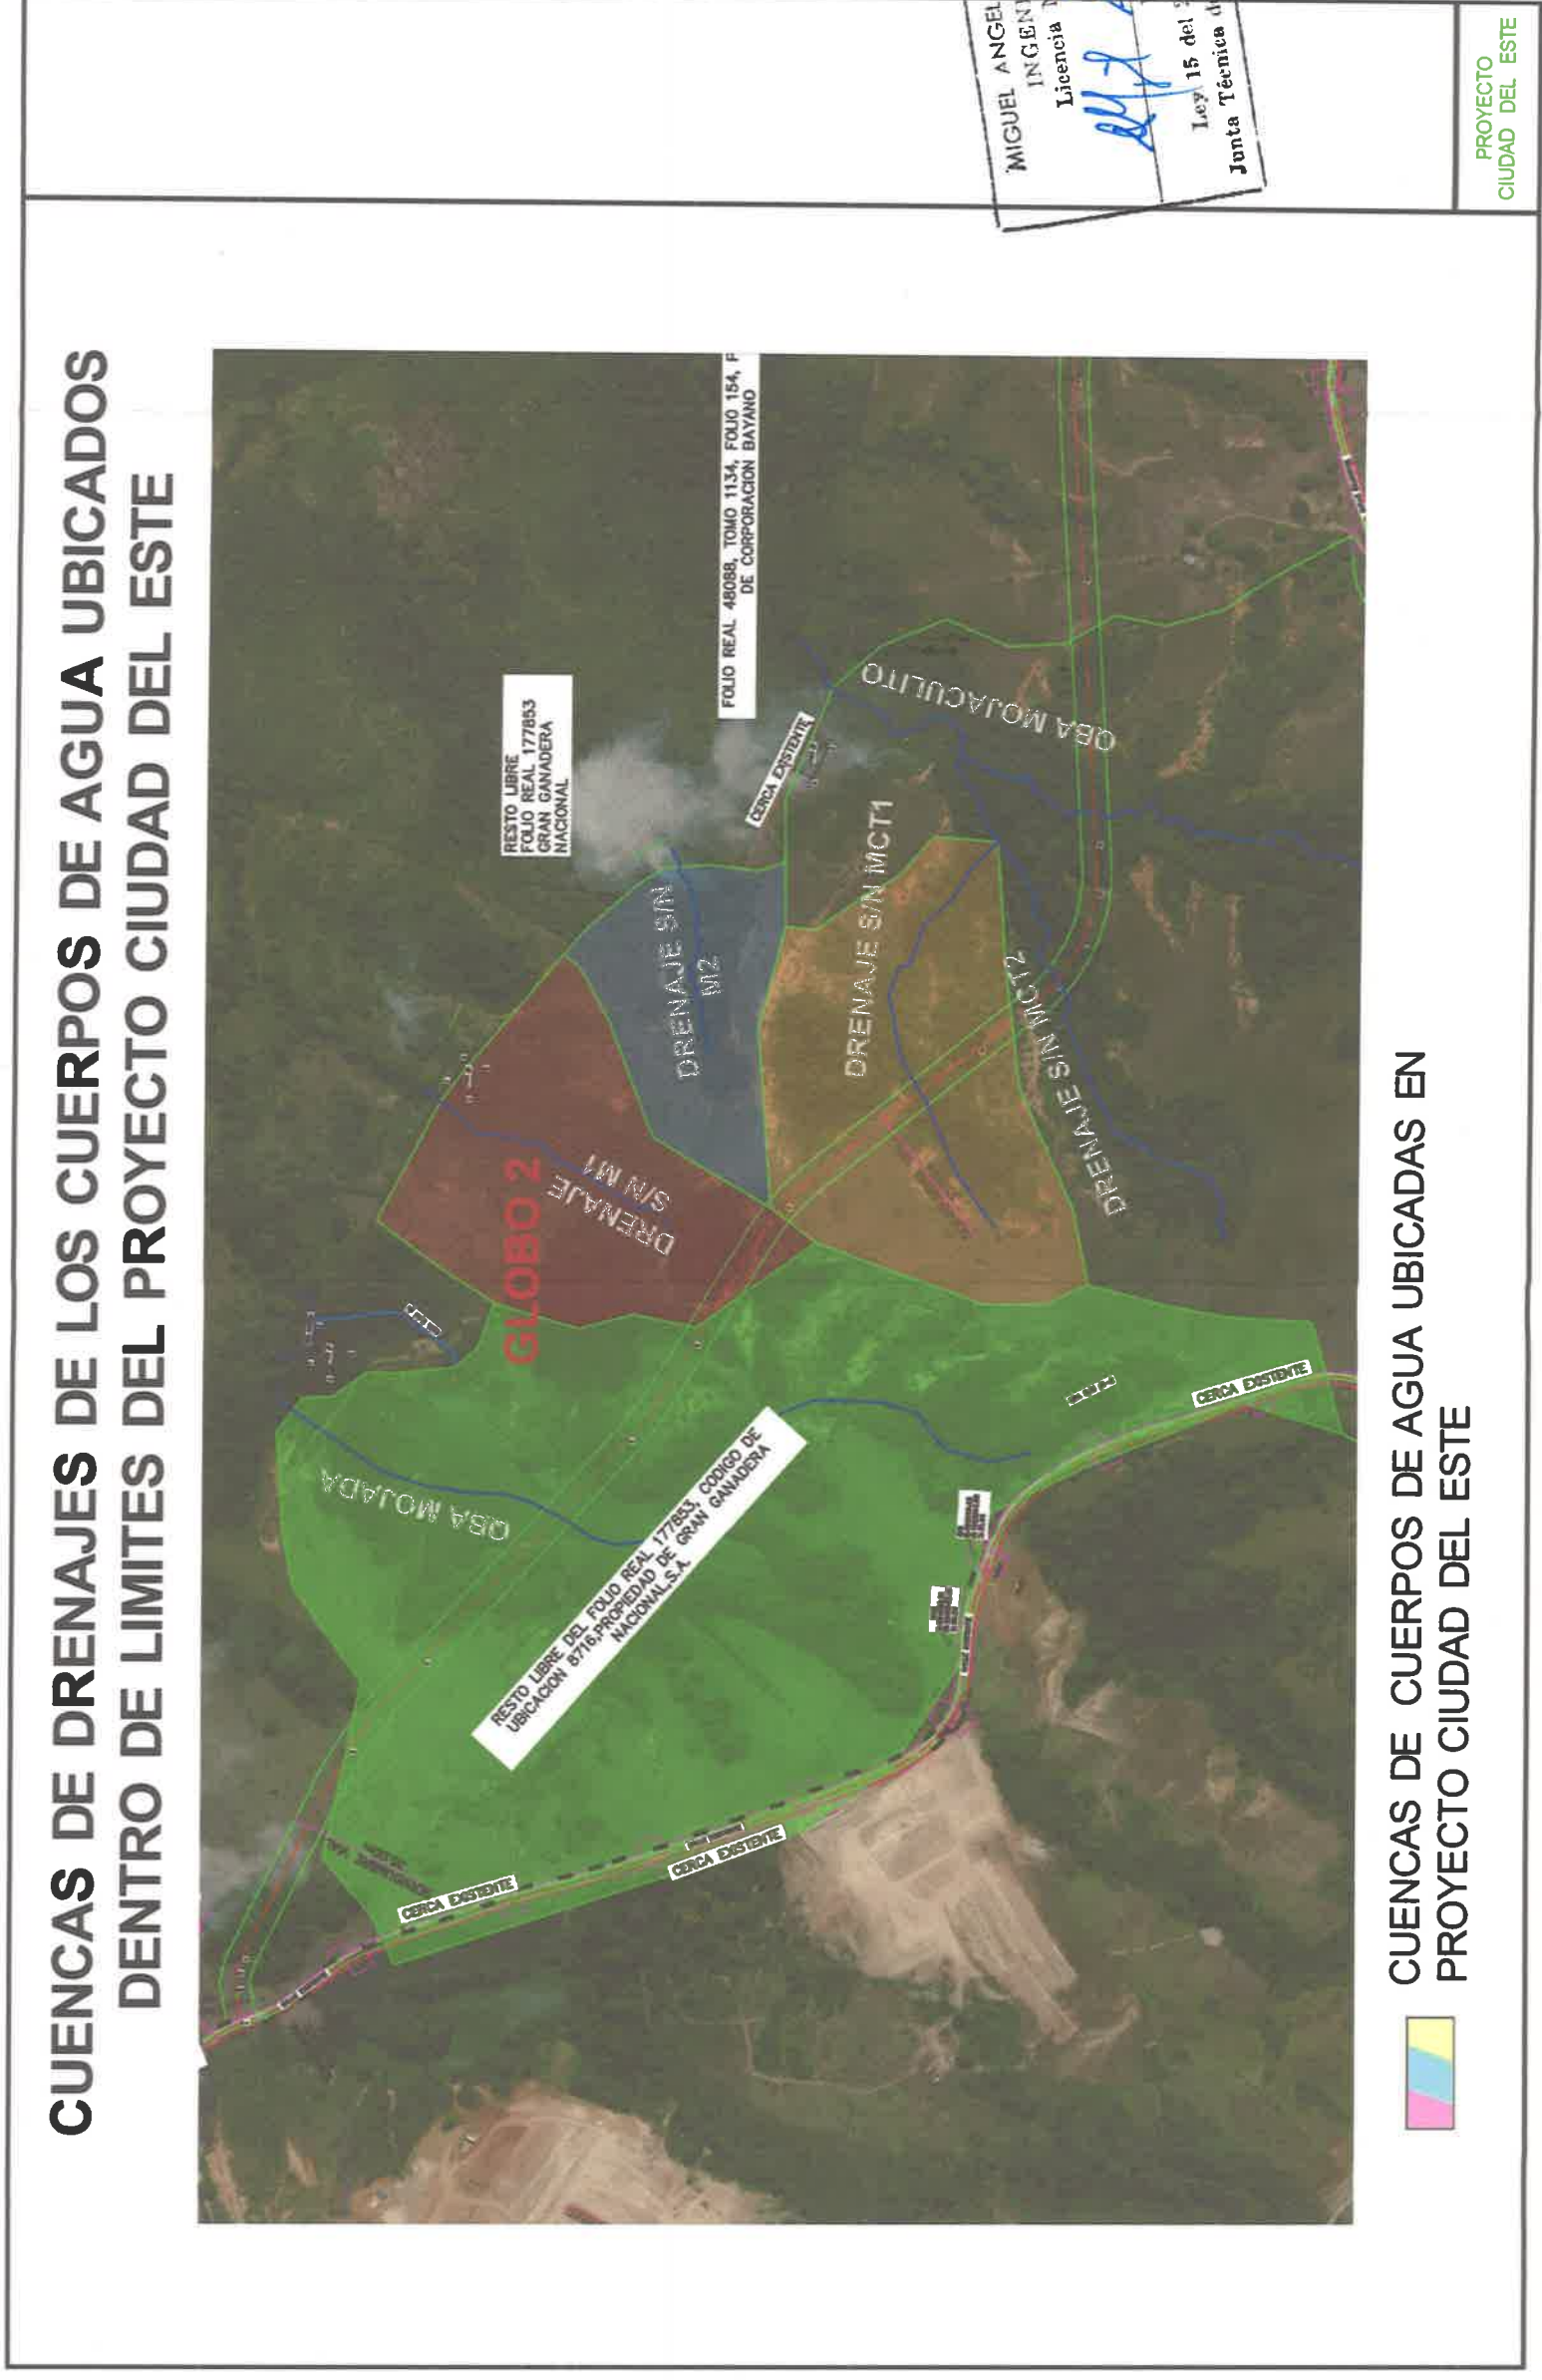 CUENCAS DE DRENAJES DE LOS CUERPOS DE AGUA UBICADOS
DENTRO DE LIMITES DEL PROYECTO CIUDAD DEL ESTE
RESTO LIBRE
FOLIO REAL 177853
GRAN GANADERA
NACIONAL
FOLIO REAL 48088, TOMO 1134, FOLIO 154,
DE CORPORACION BAYANO
QBA MOJADA
GLOBO 2
DRENAJE
S/N M1
DRENAJE S/N
M2
CERCA EXISTENTE
DRENAJE S/N MCT1
QBA MOJACULITO
DRENAJE S/N MCT2
RESTO LIBRE DEL FOLIO REAL 177853, CODIGO DE
UBICACION 8716,PROPIEDAD DE GRAN GANADERA
NACIONAL,S.A.
CERCA EXISTENTE
CERCA EXISTENTE
CERCA EXISTENTE
CUENCAS DE CUERPOS DE AGUA UBICADAS EN
PROYECTO CIUDAD DEL ESTE
MIGUEL ANGEL
INGENI
Licencia
Ley 15 del
Junta Técnica d
PROYECTO
CIUDAD DEL ESTE